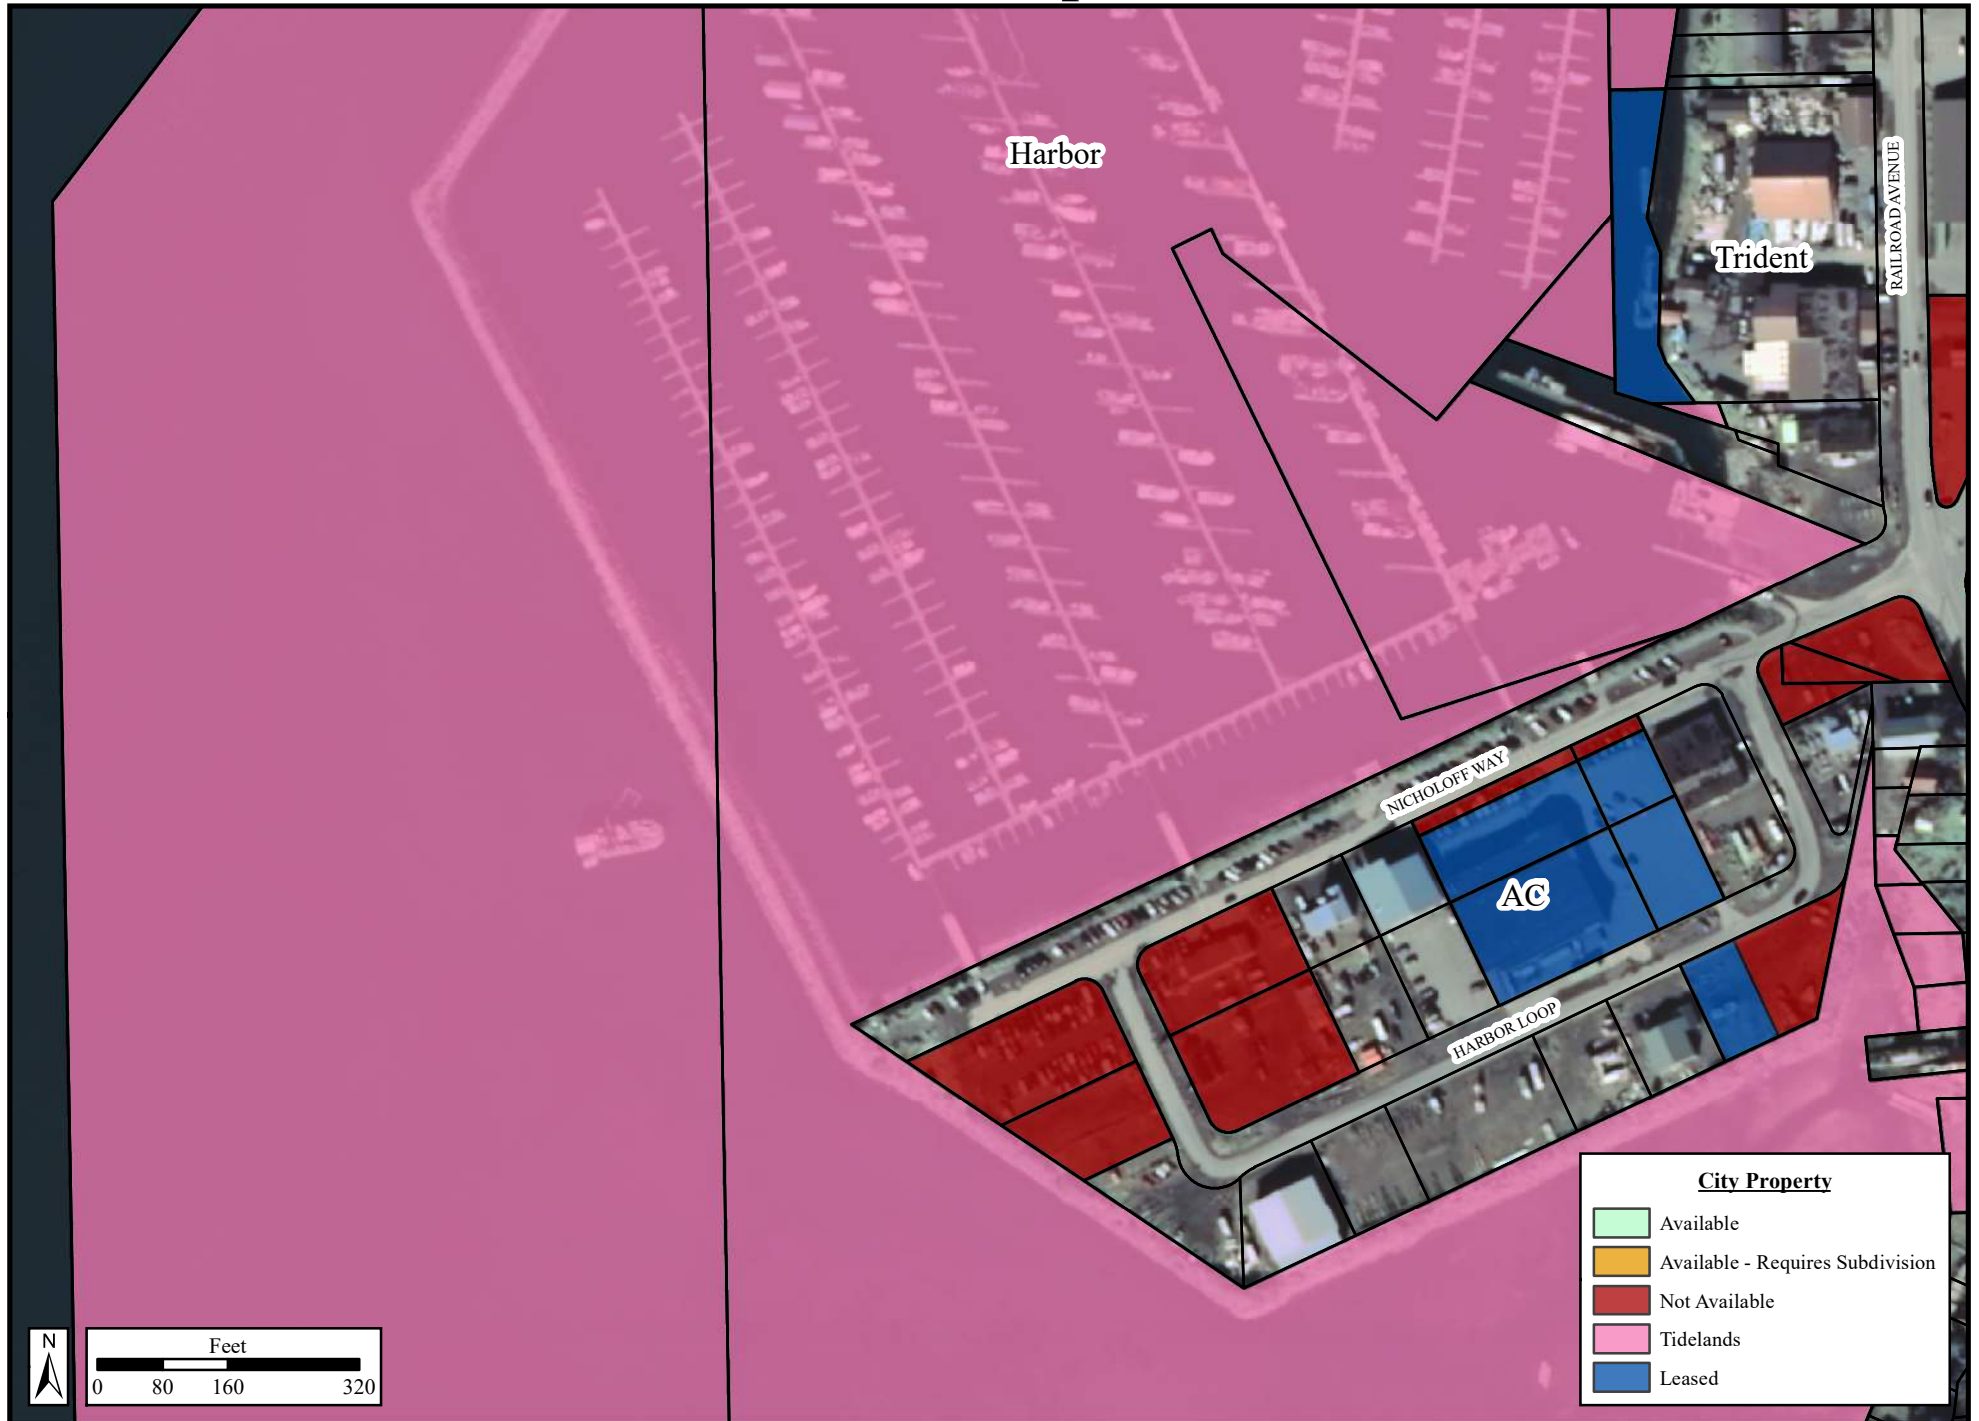 Harbor
Trident
RAILROAD AVENUE
NICHOLOFF WAY
AC
HARBOR LOOP
City Property
Available
Available - Requires Subdivision
Not Available
Tidelands
Leased
N
Feet
0 80 160 320